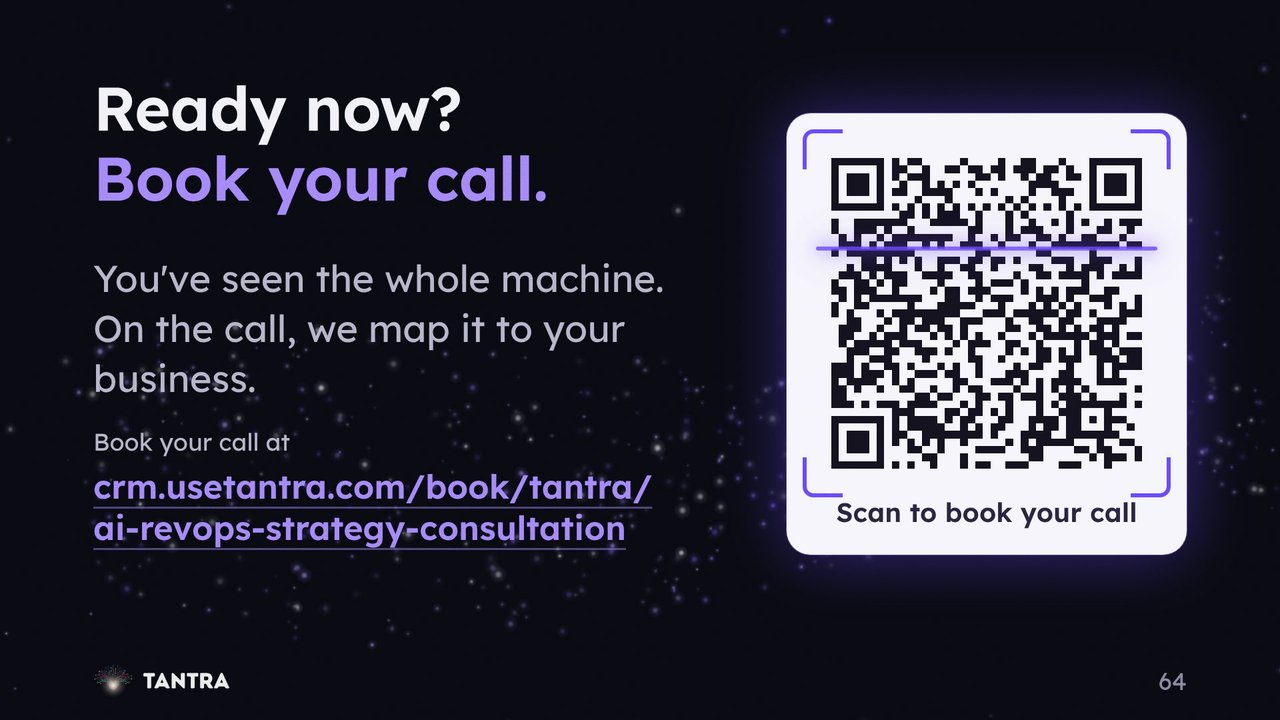 Ready now?
Book your call.
You've seen the whole machine.
On the call, we map it to your
business.
Book your call at
crm.usetantra.com/book/tantra/
ai-revops-strategy-consultation
Scan to book your call
TANTRA
64